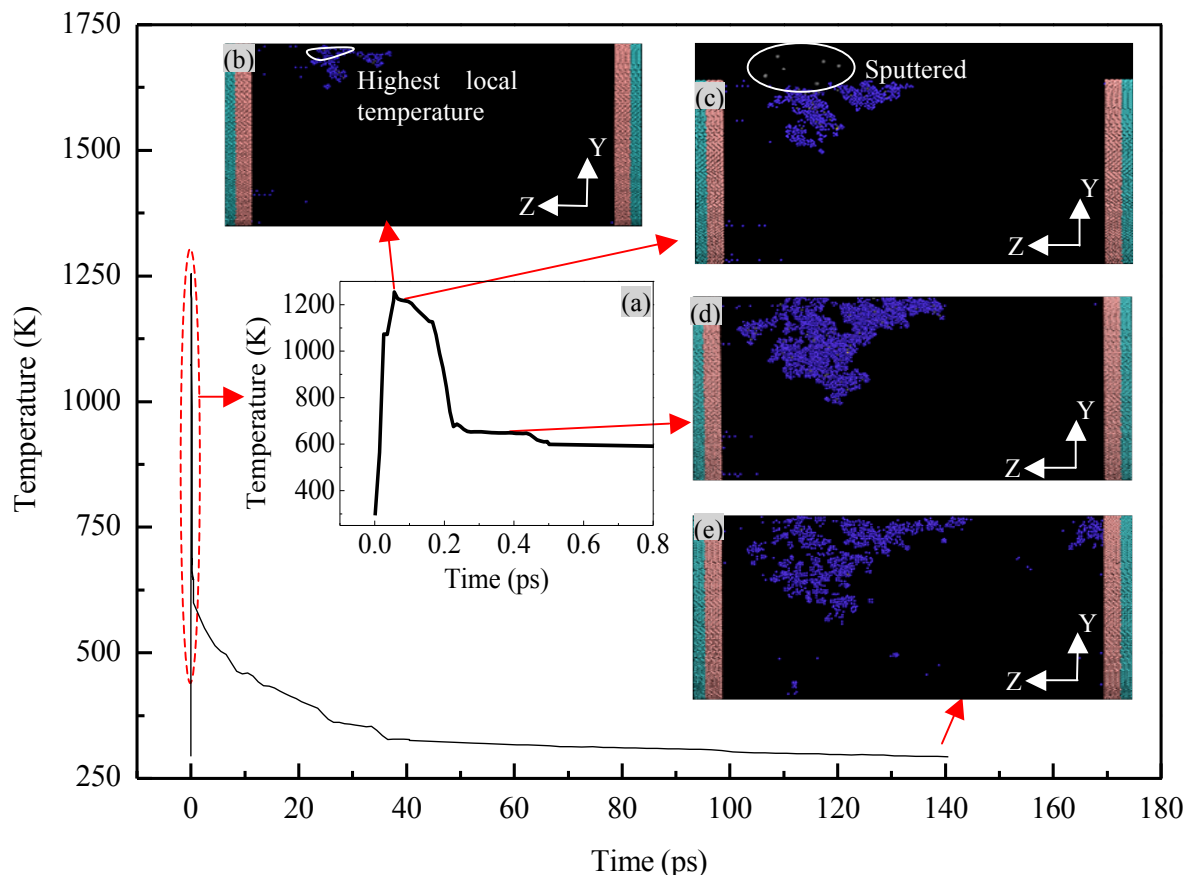 1750
1500
1250
1000
750
500
250
Temperature (K)
0
20
40
60
80
100
120
140
160
180
Time (ps)
(b)
Highest local
temperature
Y
Z
Sputtered
(c)
Y
Z
(a)
1200
1000
800
600
400
Temperature (K)
0.0
0.2
0.4
0.6
0.8
Time (ps)
(d)
Y
Z
(e)
Y
Z